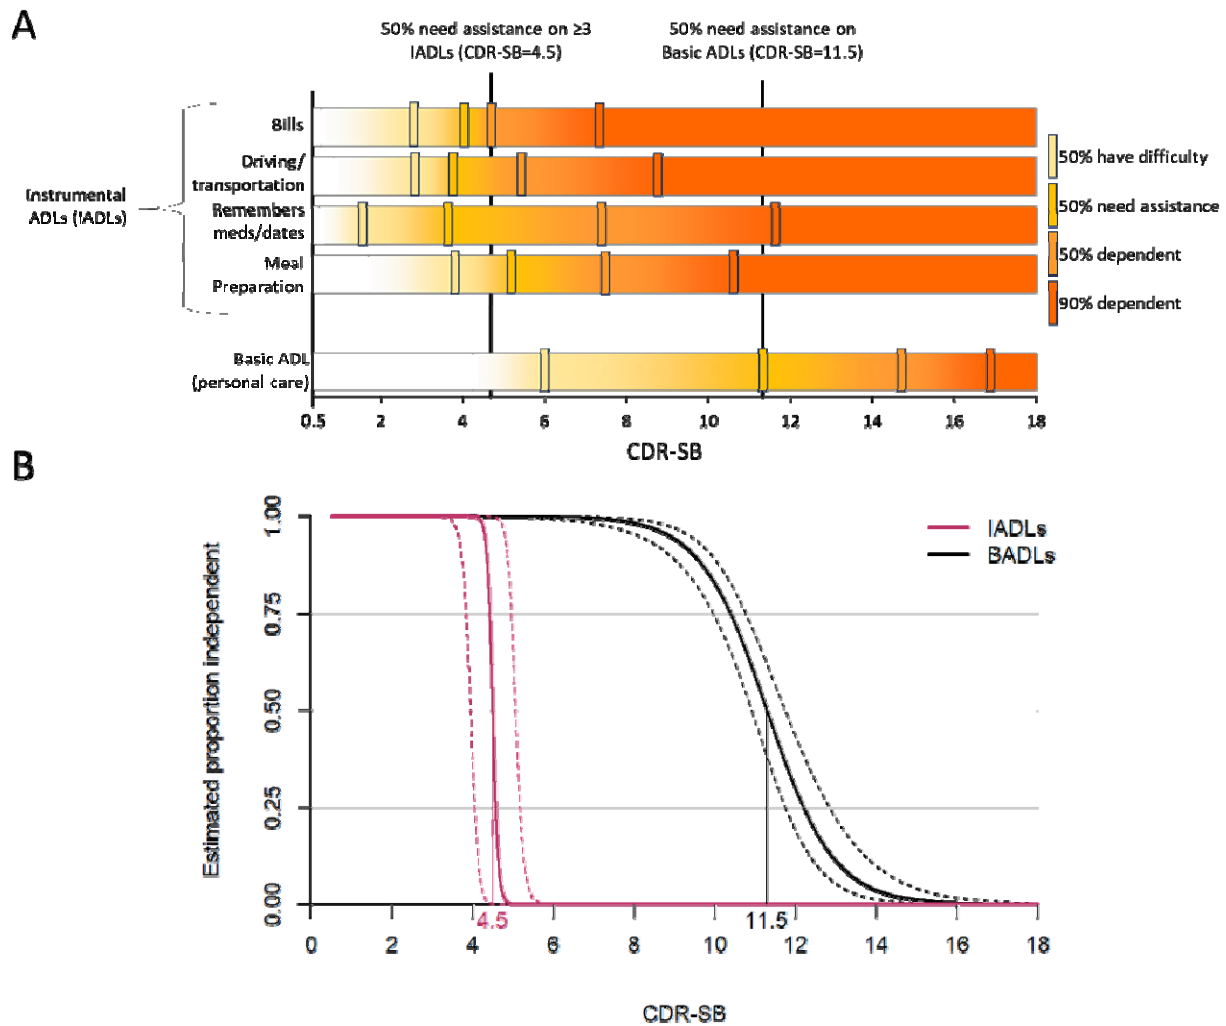 A
50% need assistance on ≥3
IADLs (CDR-SB=4.5)
50% need assistance on
Basic ADLs (CDR-SB=11.5)
Instrumental
ADLs (IADLs)
Bills
Driving/
transportation
Remembers
meds/dates
Meal
Preparation
Basic ADL
(personal care)
50% have difficulty
50% need assistance
50% dependent
90% dependent
0.5 2 4 6 8 10 12 14 16 18
CDR-SB
B
Estimated proportion independent
1.00
0.75
0.50
0.25
0.00
IADLs
BADLs
4.5
11.5
0 2 4 6 8 10 12 14 16 18
CDR-SB